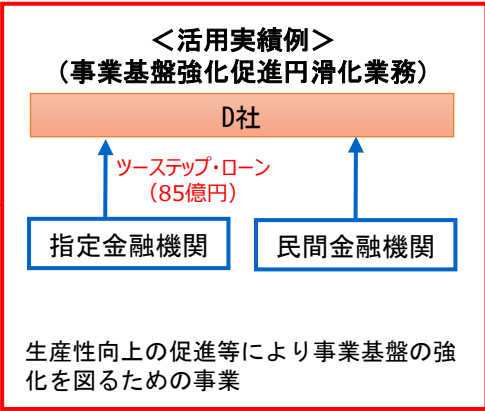 ＜活用実績例＞
（事業基盤強化促進円滑化業務）
D社
ツーステップ・ローン
（85億円）
指定金融機関
民間金融機関
生産性向上の促進等により事業基盤の強
化を図るための事業